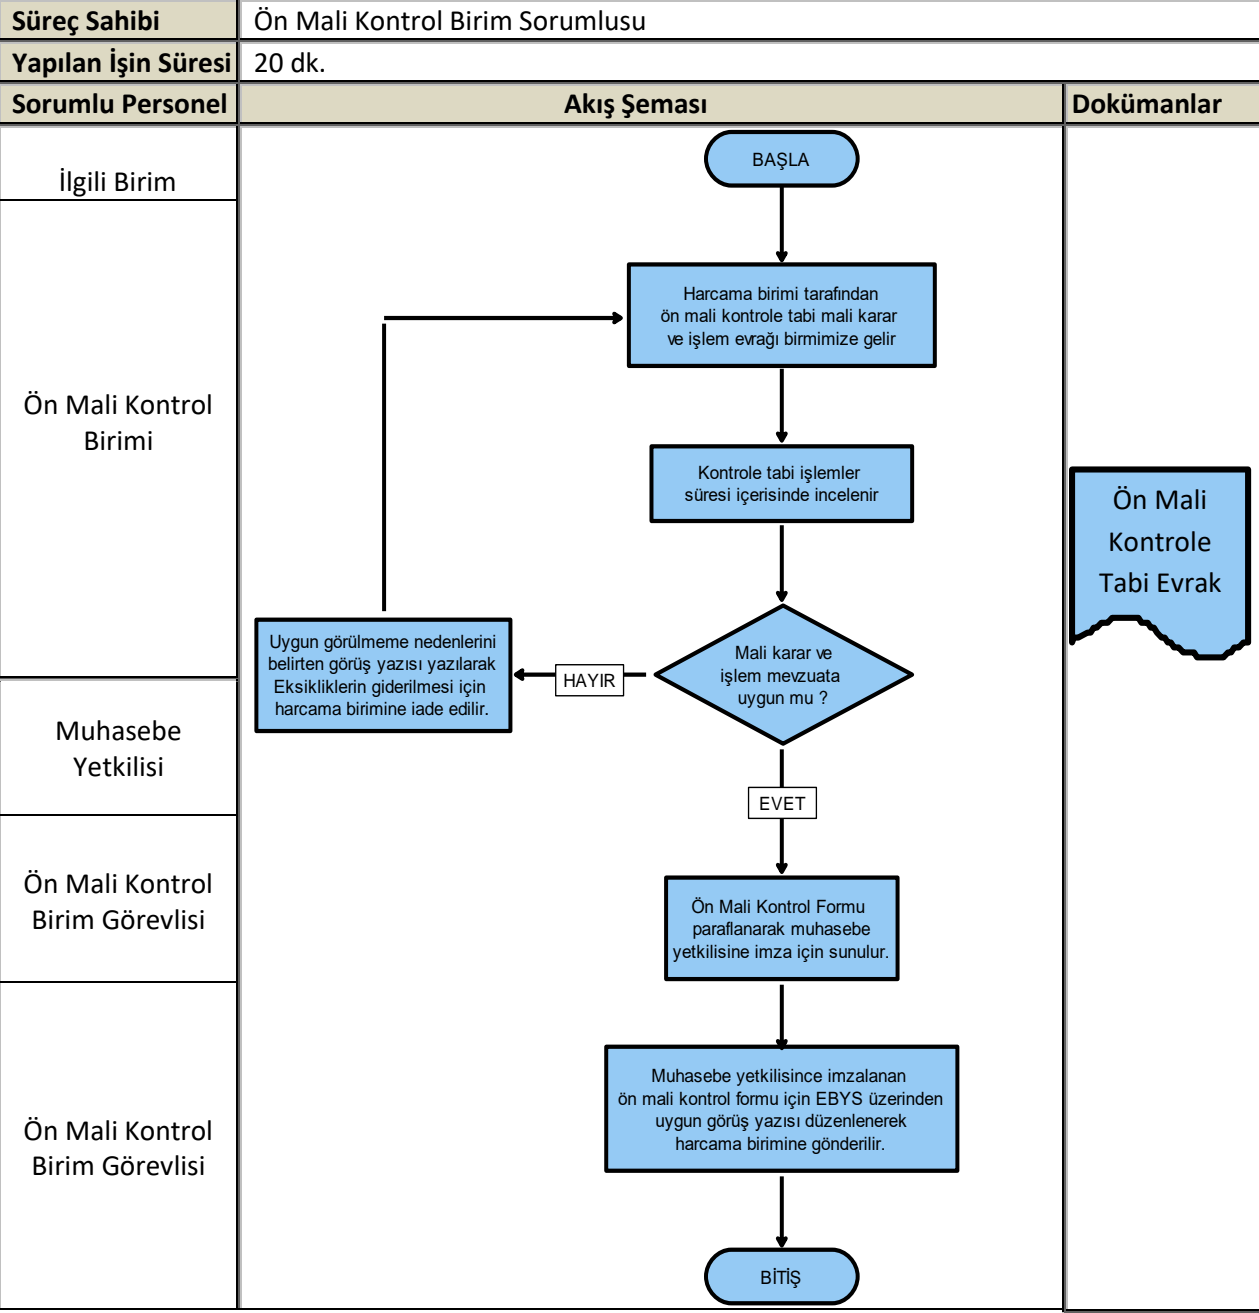 Süreç Sahibi
Ön Mali Kontrol Birim Sorumlusu
Yapılan İşin Süresi
20 dk.
Sorumlu Personel
Akış Şeması
Dokümanlar
İlgili Birim
BAŞLA
Harcama birimi tarafından
ön mali kontrole tabi mali karar
ve işlem evrağı birmimize gelir
Ön Mali Kontrol
Birimi
Kontrole tabi işlemler
süresi içerisinde incelenir
Ön Mali
Kontrole
Tabi Evrak
Uygun görülmeme nedenlerini
belirten görüş yazısı yazılarak
Eksikliklerin giderilmesi için
harcama birimine iade edilir.
HAYIR
Mali karar ve
işlem mevzuata
uygun mu ?
Muhasebe
Yetkilisi
EVET
Ön Mali Kontrol
Birim Görevlisi
Ön Mali Kontrol Formu
paraflanarak muhasebe
yetkilisine imza için sunulur.
Ön Mali Kontrol
Birim Görevlisi
Muhasebe yetkilisince imzalanan
ön mali kontrol formu için EBYS üzerinden
uygun görüş yazısı düzenlenerek
harcama birimine gönderilir.
BİTİŞ